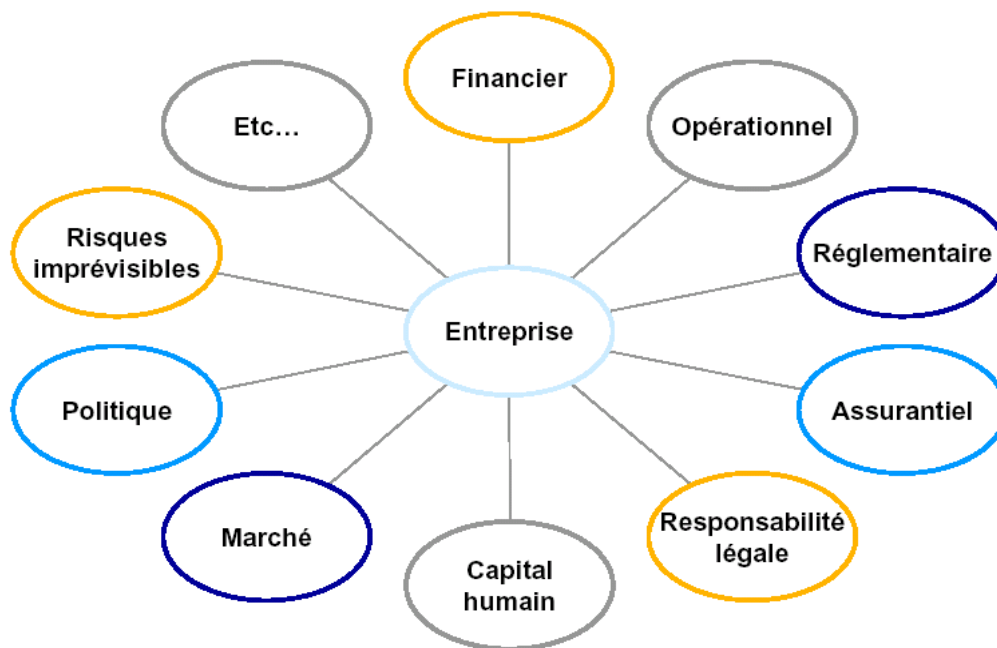 Financier
Etc…
Opérationnel
Risques
imprévisibles
Réglementaire
Entreprise
Politique
Assurantiel
Marché
Responsabilité
légale
Capital
humain